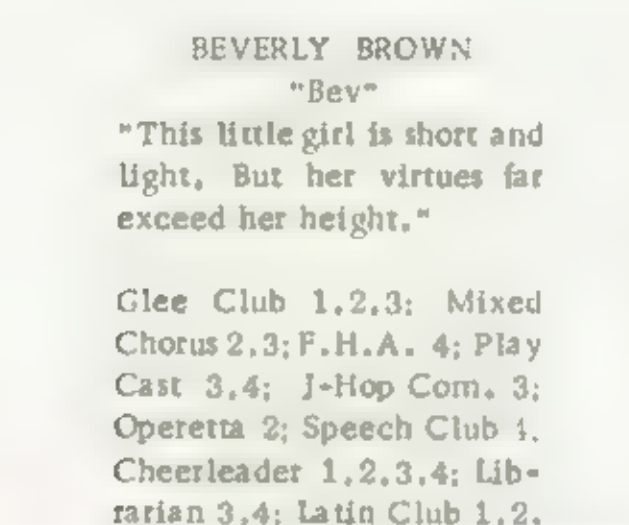 BEVERLY BROWN
"Bev"
"This little girl is short and
light, But her virtues far
exceed her height."
Glee Club 1,2,3; Mixed
Chorus 2,3; F.H.A. 4; Play
Cast 3,4; J-Hop Com. 3;
Operetta 2; Speech Club
Cheerleader 1,2,3,4; Lib-
rarian 3,4; Latin Club 1,2,